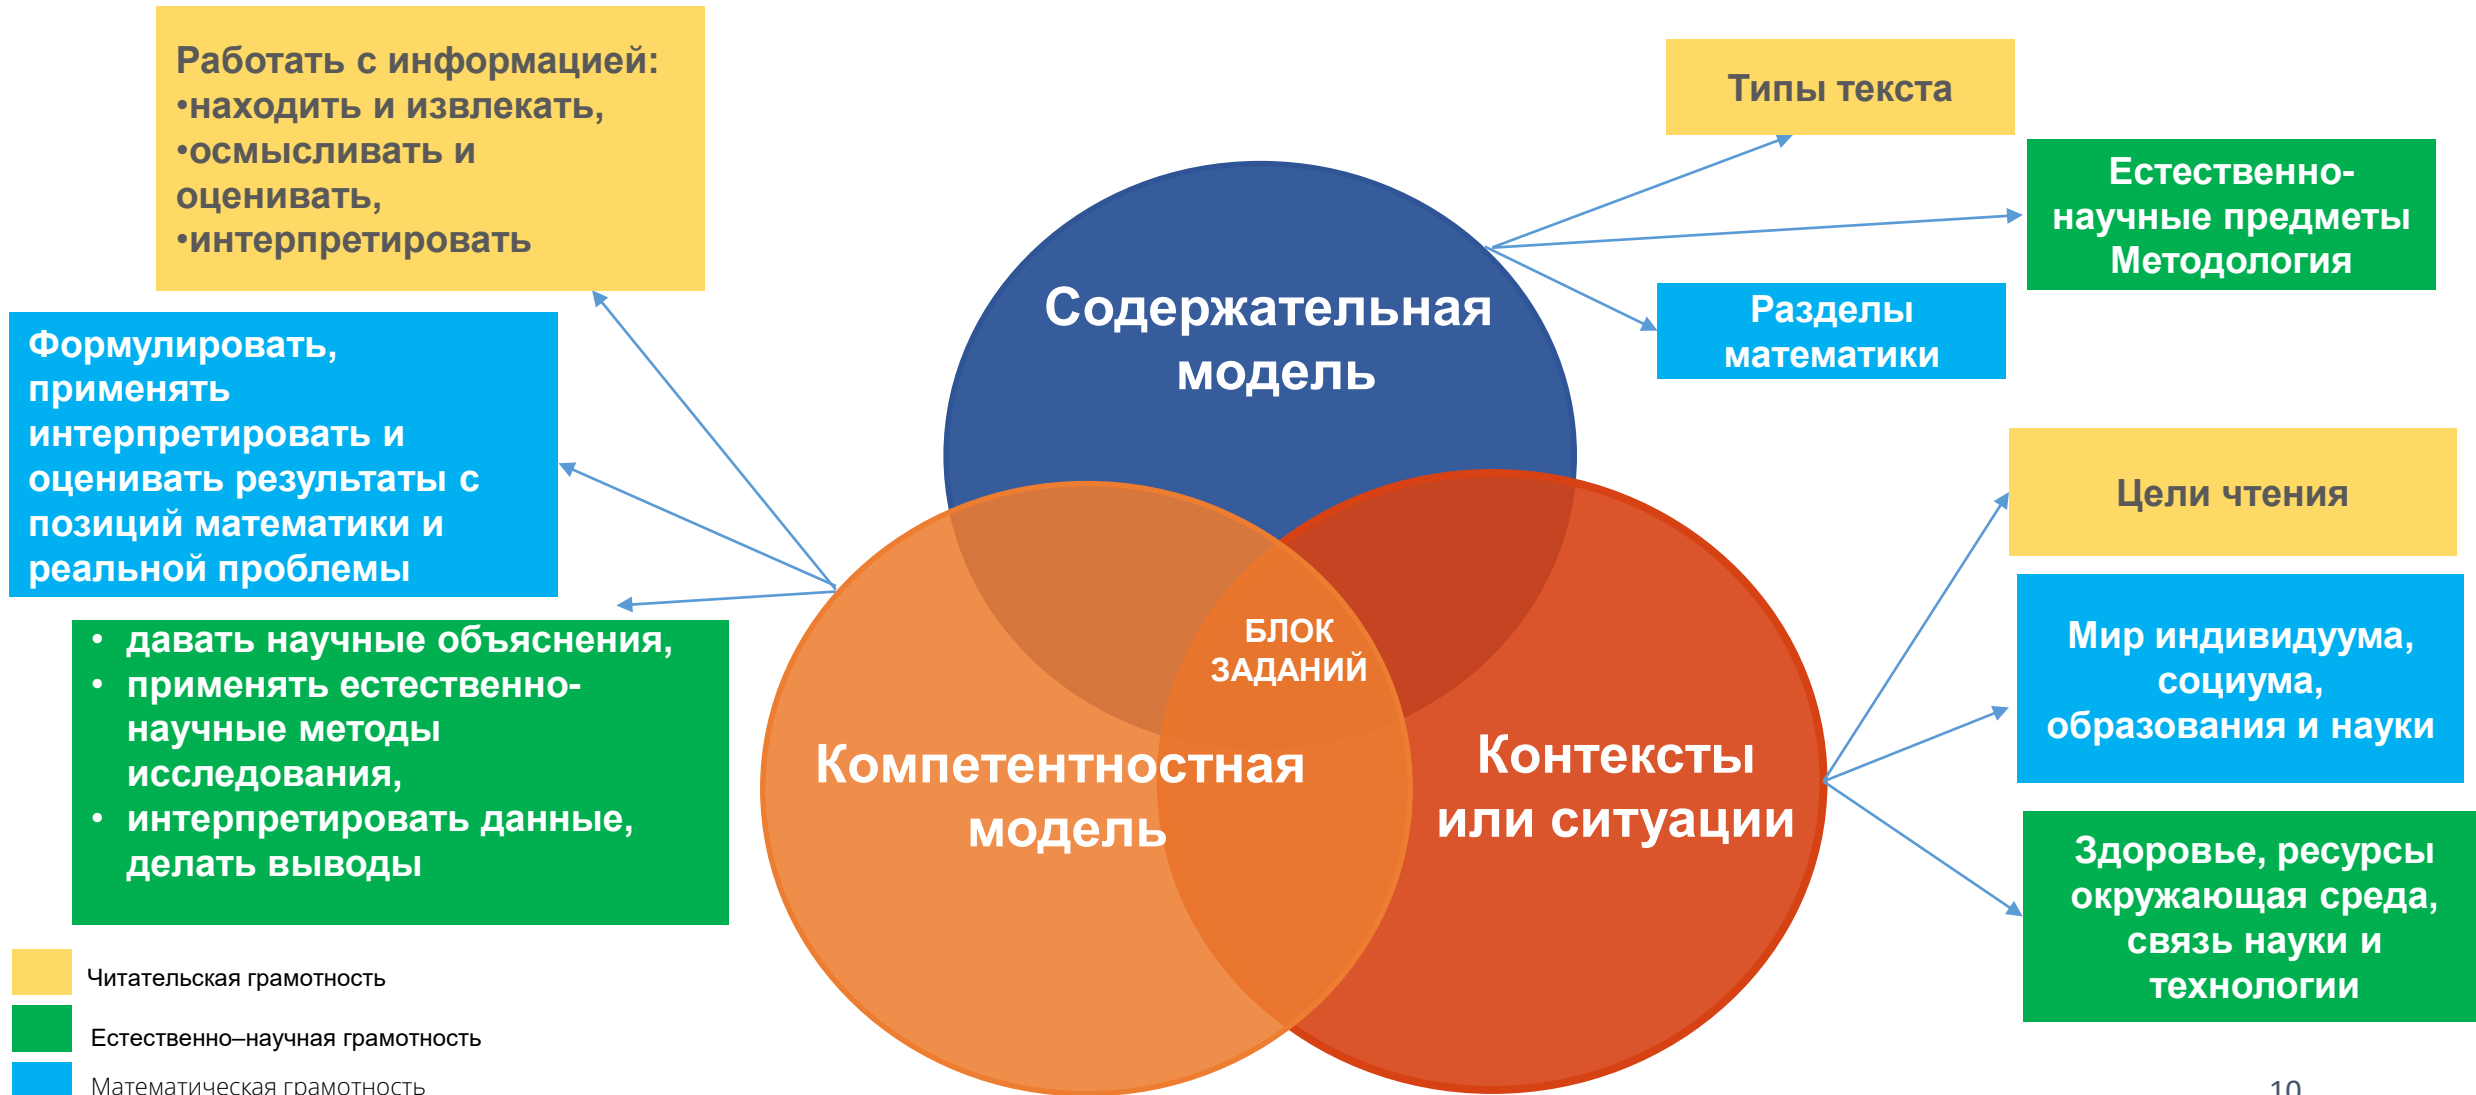 Работать с информацией:
•находить и извлекать,
•осмысливать и
оценивать,
•интерпретировать
Формулировать,
применять
интерпретировать и
оценивать результаты с
позиций математики и
реальной проблемы
• давать научные объяснения,
• применять естественно-
научные методы
исследования,
• интерпретировать данные,
делать выводы
Читательская грамотность
Естественно–научная грамотность
Математическая грамотность
Содержательная
модель
БЛОК
ЗАДАНИЙ
Компетентностная
модель
Контексты
или ситуации
Типы текста
Естественно-
научные предметы
Методология
Разделы
математики
Цели чтения
Мир индивидуума,
социума,
образования и науки
Здоровье, ресурсы
окружающая среда,
связь науки и
технологии
10